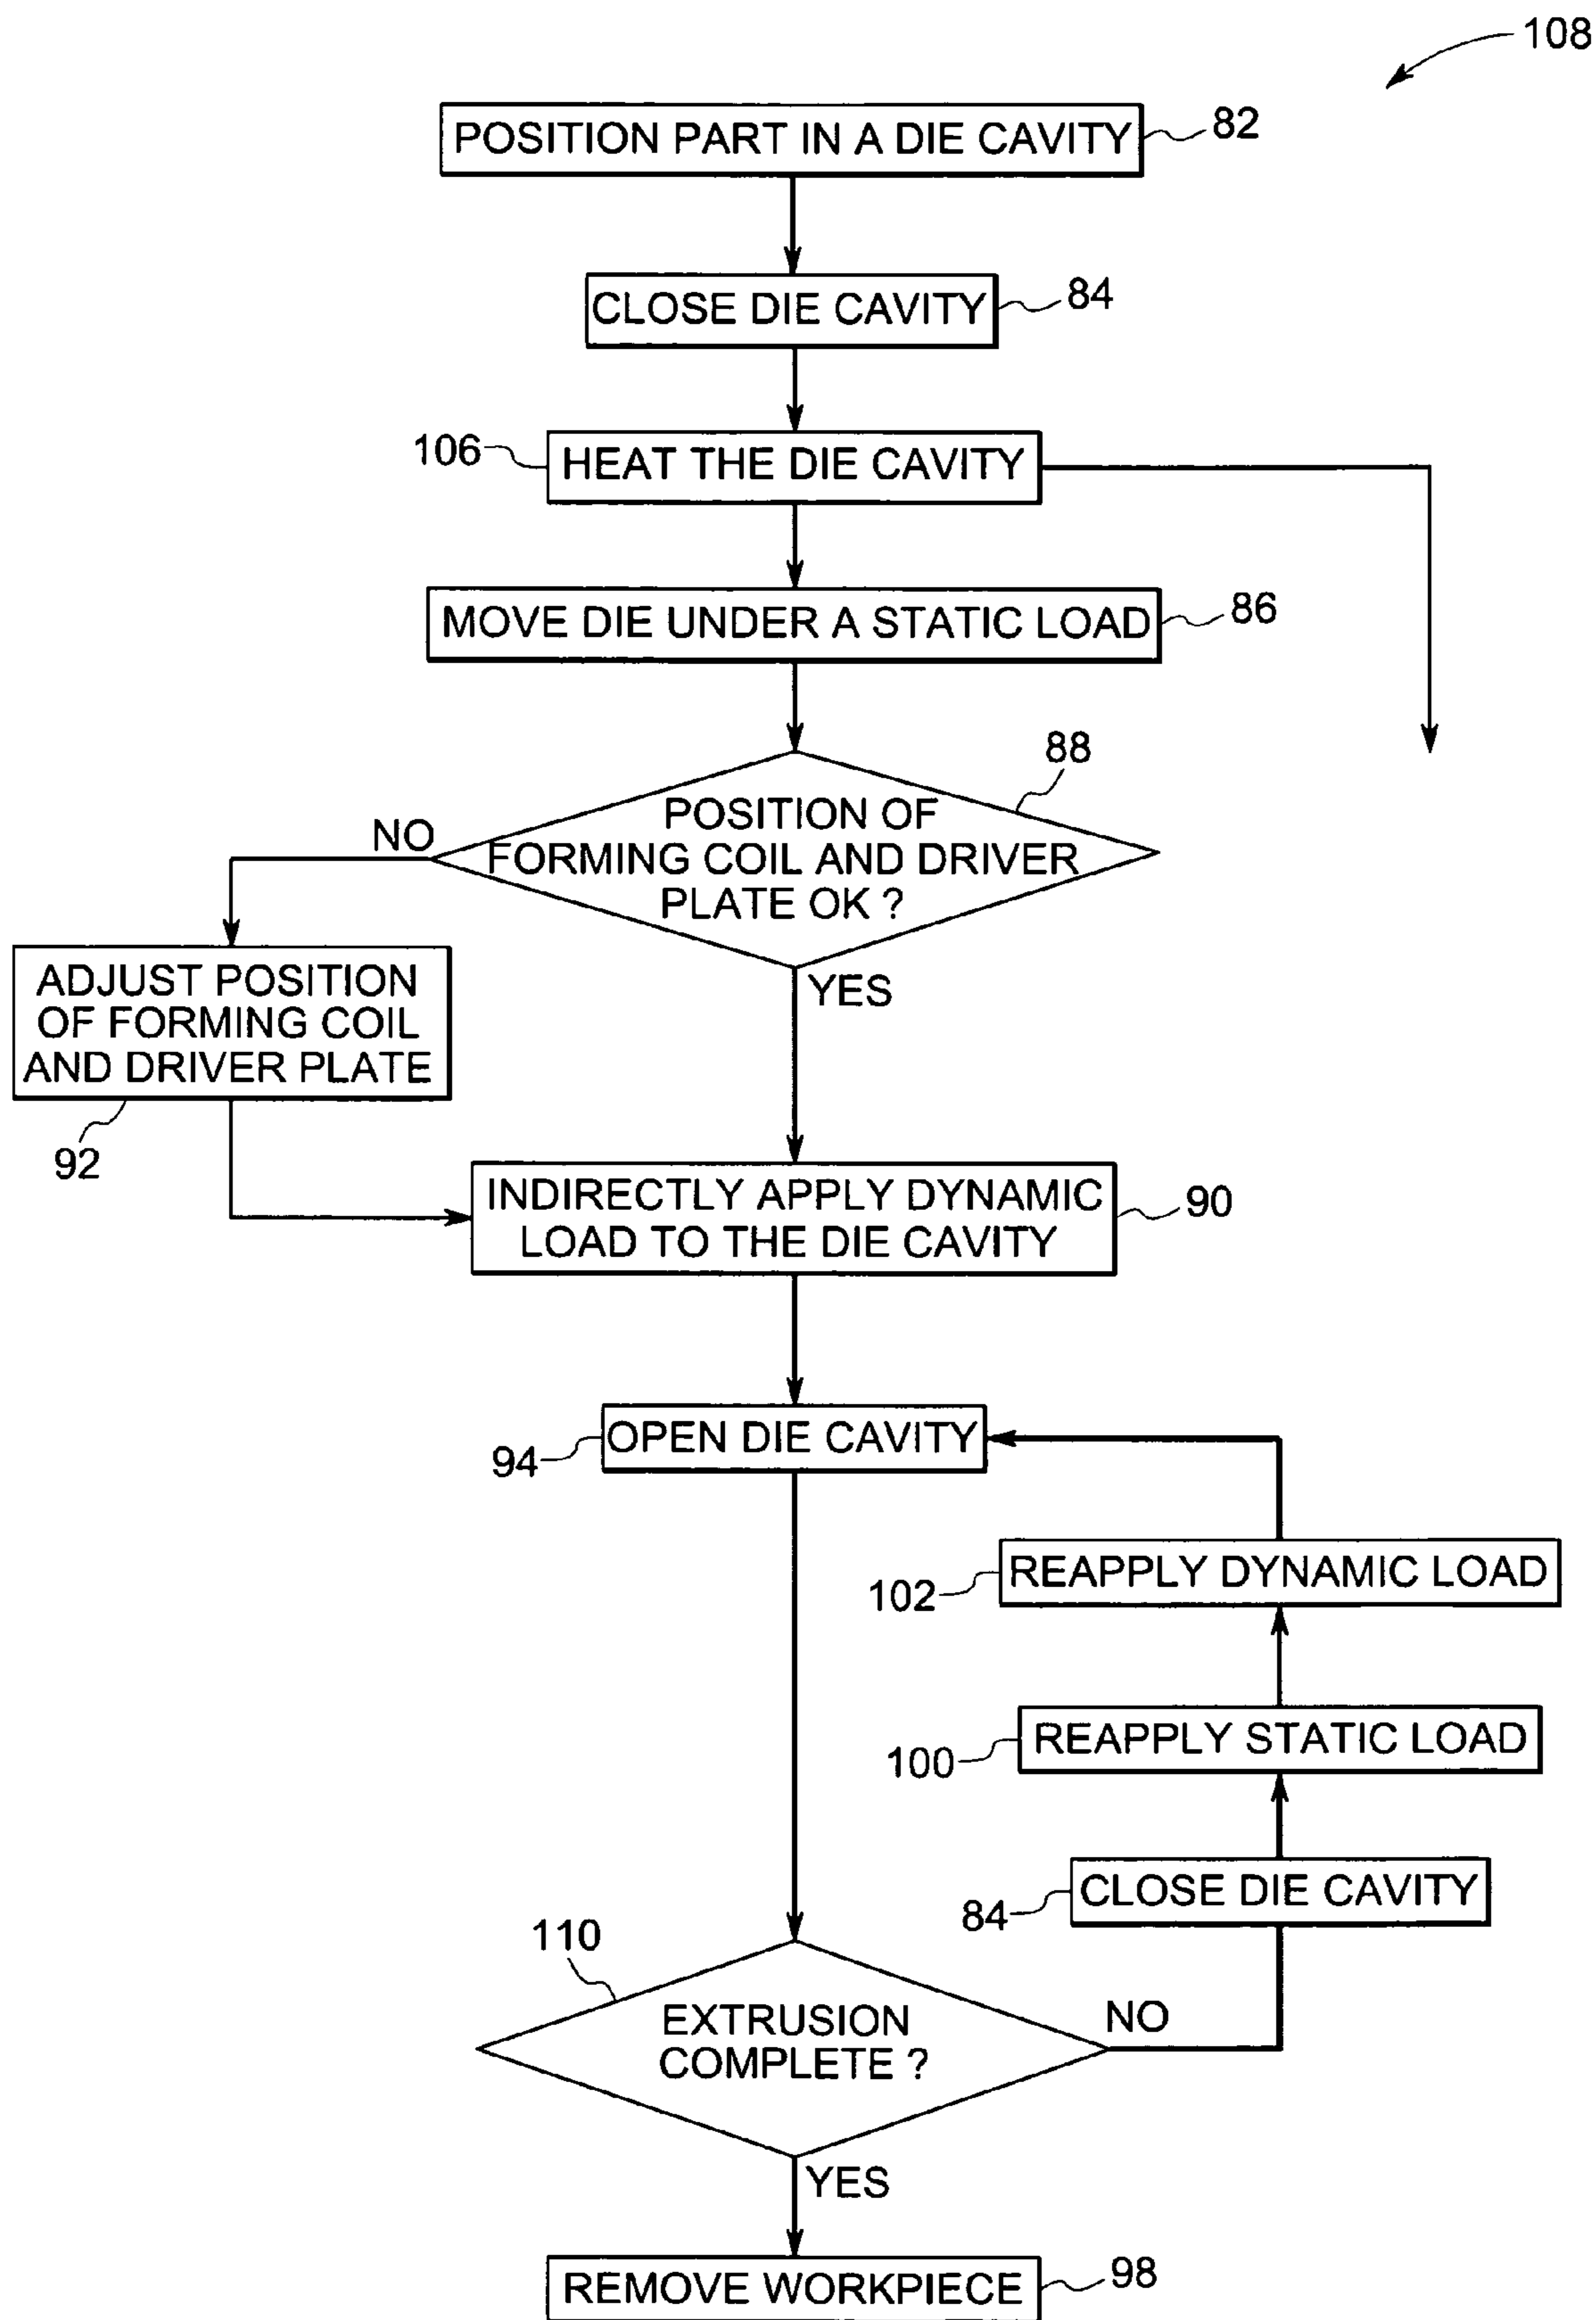 108
POSITION PART IN A DIE CAVITY
82
CLOSE DIE CAVITY
84
106
HEAT THE DIE CAVITY
MOVE DIE UNDER A STATIC LOAD
86
88
POSITION OF
FORMING COIL AND DRIVER
PLATE OK ?
NO
YES
ADJUST POSITION
OF FORMING COIL
AND DRIVER PLATE
92
INDIRECTLY APPLY DYNAMIC
LOAD TO THE DIE CAVITY
90
OPEN DIE CAVITY
94
REAPPLY DYNAMIC LOAD
102
REAPPLY STATIC LOAD
100
CLOSE DIE CAVITY
84
110
EXTRUSION
COMPLETE ?
NO
YES
REMOVE WORKPIECE
98